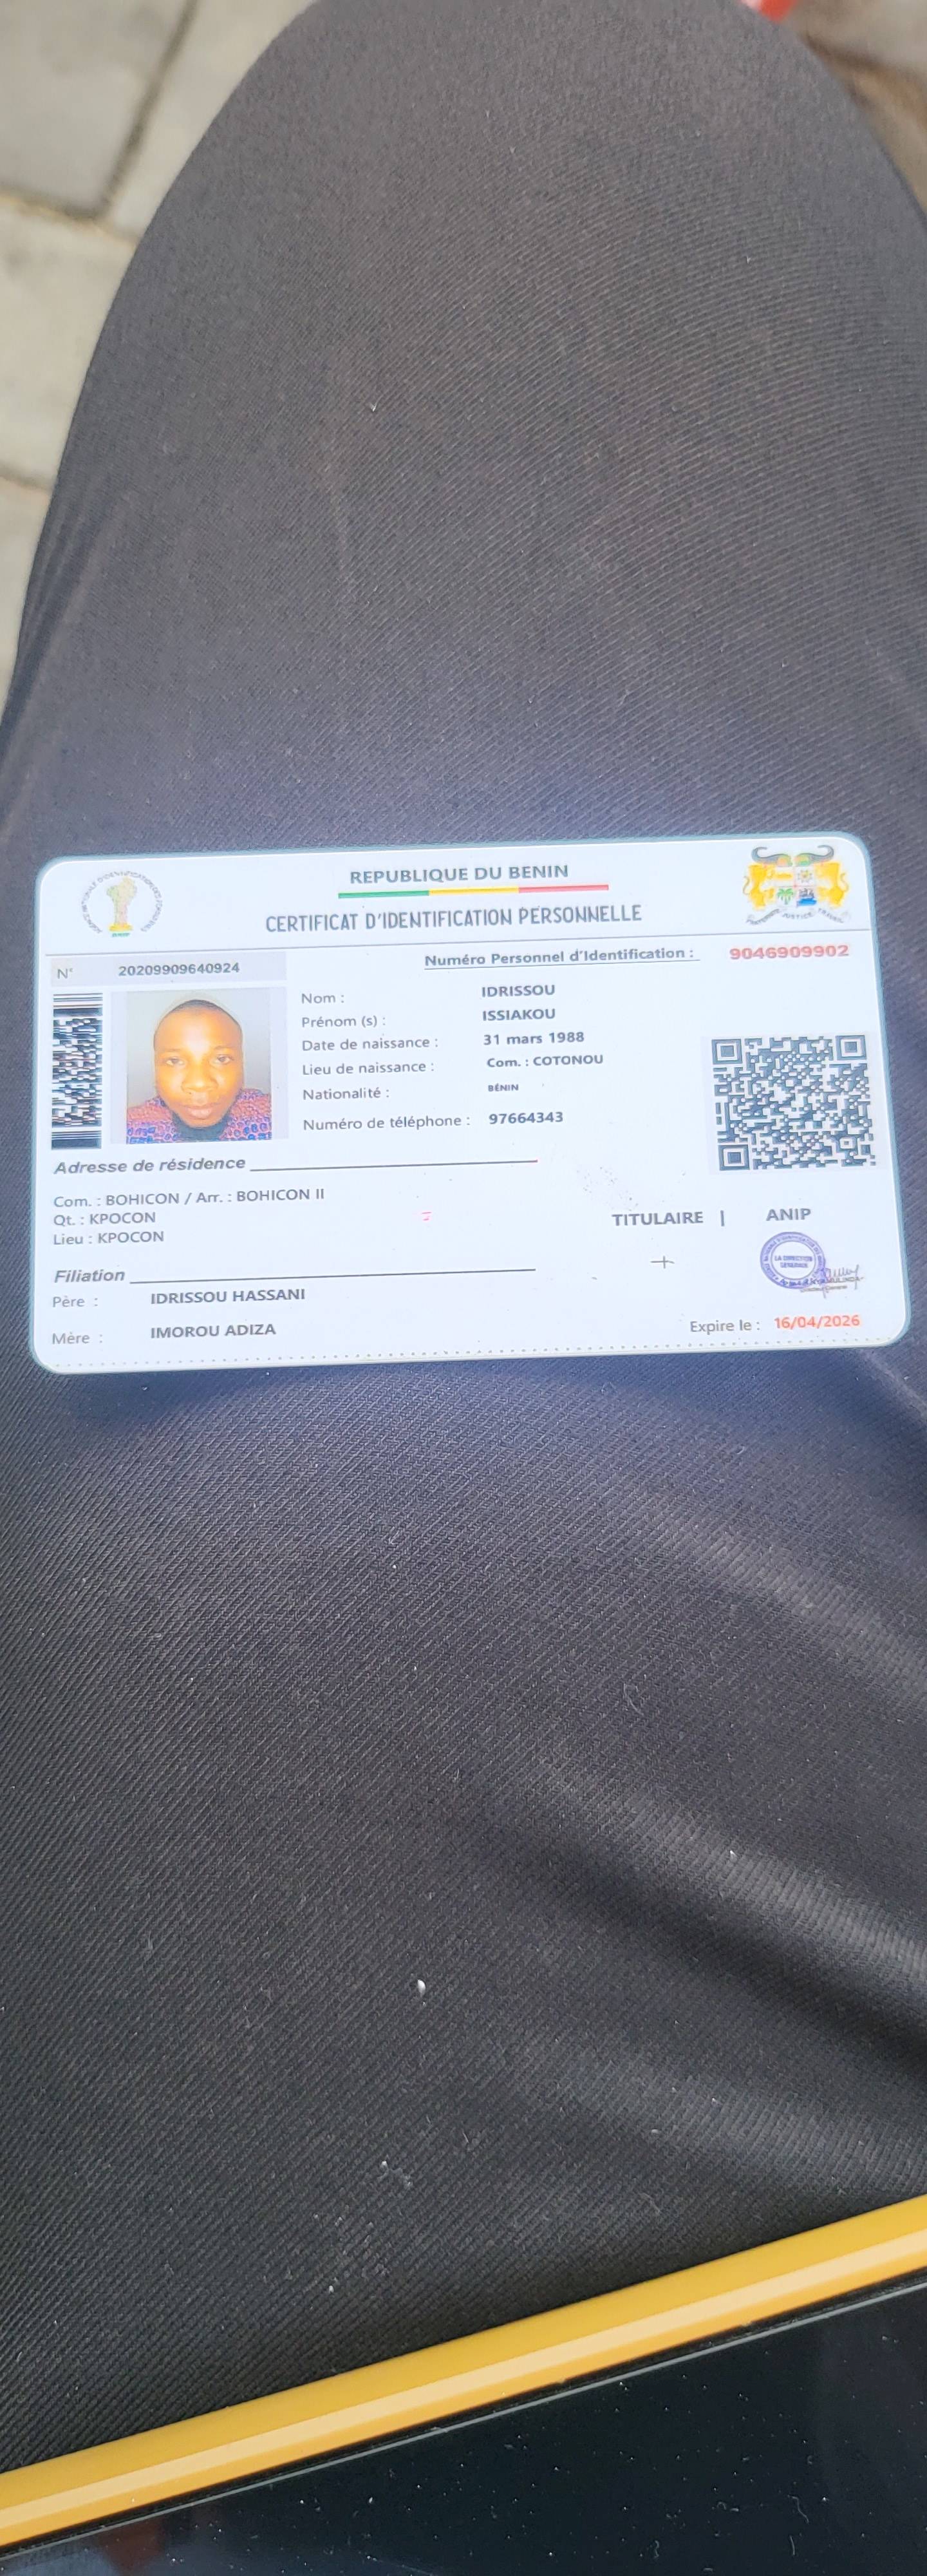 REPUBLIQUE DU BENIN
CERTIFICAT D'IDENTIFICATION PERSONNELLE
N° 20209909640924
Numéro Personnel d'Identification : 9046909902
Nom : IDRISSOU
Prénom (s) : ISSIAKOU
Date de naissance : 31 mars 1988
Lieu de naissance : Com. : COTONOU
Nationalité : BÉNIN
Numéro de téléphone : 97664343
Adresse de résidence
Com. : BOHICON / Arr. : BOHICON II
Qt. : KPOCON
Lieu : KPOCON
TITULAIRE | ANIP
LA DIRECTION
Filiation
Père : IDRISSOU HASSANI
Mère : IMOROU ADIZA
Expire le : 16/04/2026